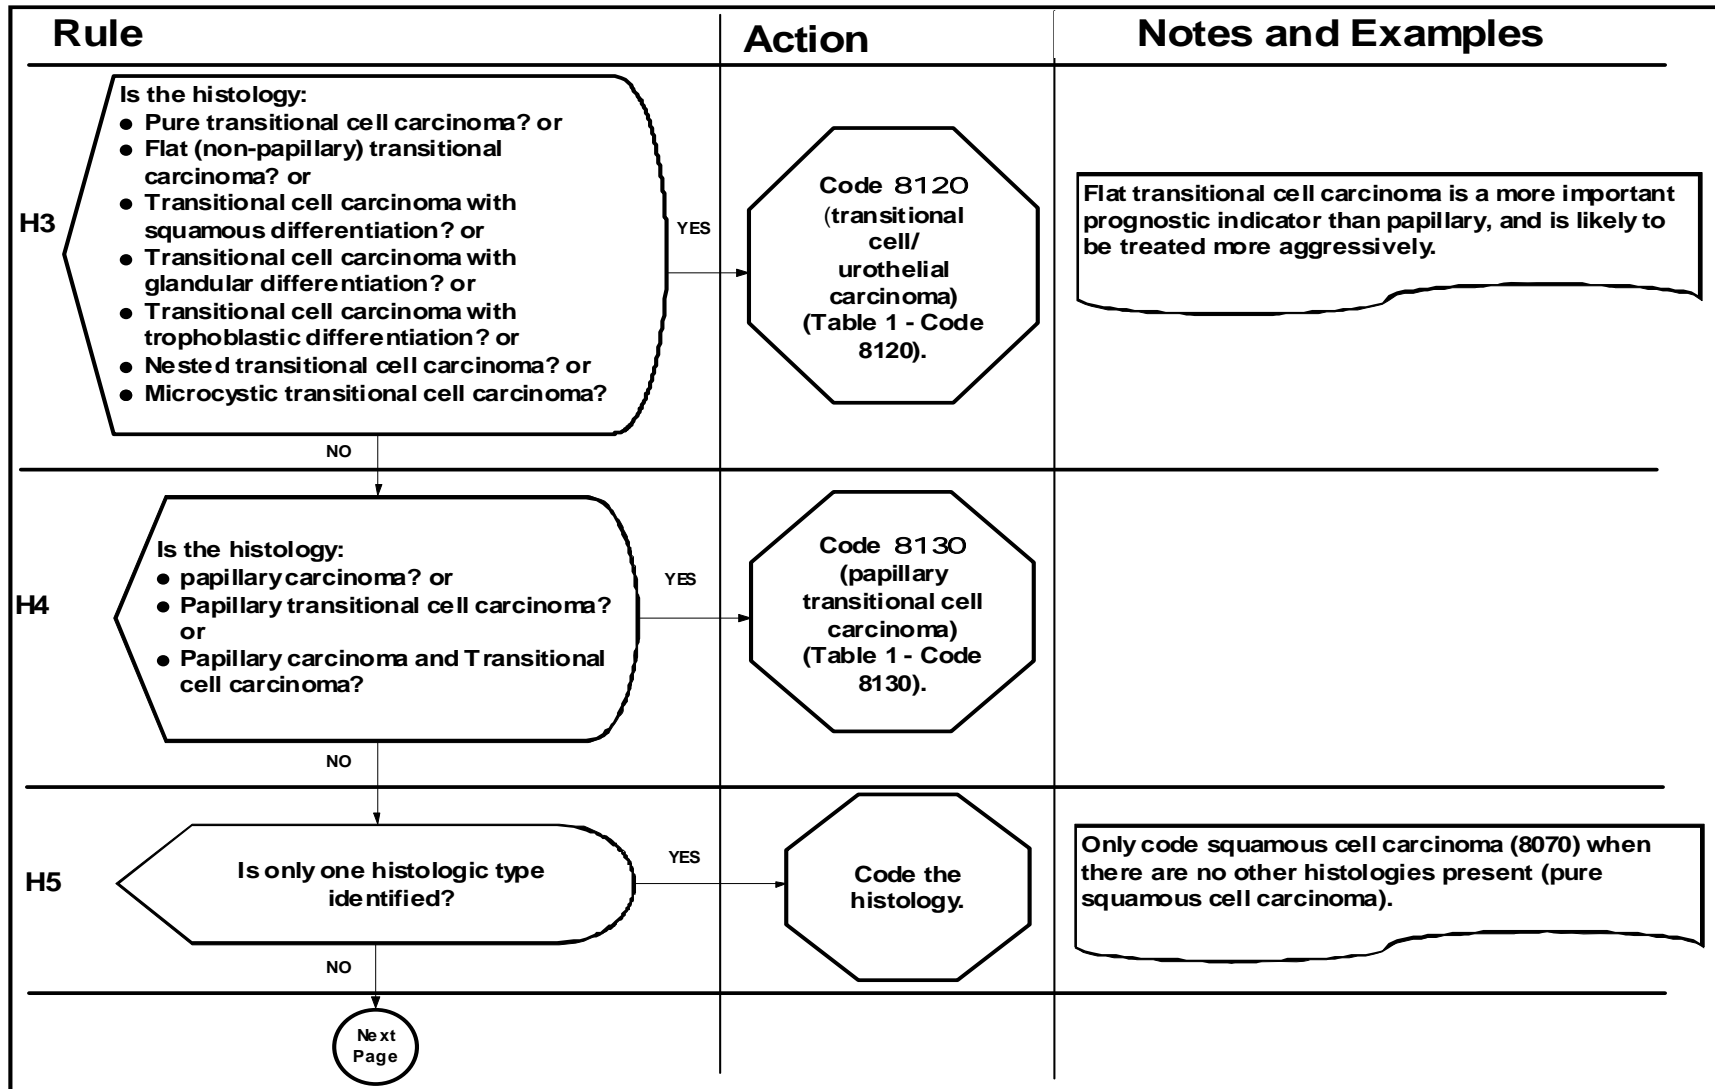 Rule
Action
Notes and Examples
H3
Is the histology:
● Pure transitional cell carcinoma? or
● Flat (non-papillary) transitional
carcinoma? or
● Transitional cell carcinoma with
squamous differentiation? or
● Transitional cell carcinoma with
glandular differentiation? or
● Transitional cell carcinoma with
trophoblastic differentiation? or
● Nested transitional cell carcinoma? or
● Microcystic transitional cell carcinoma?
YES
Code 8120
(transitional
cell/
urothelial
carcinoma)
(Table 1 - Code
8120).
Flat transitional cell carcinoma is a more important
prognostic indicator than papillary, and is likely to
be treated more aggressively.
NO
H4
Is the histology:
● papillary carcinoma? or
● Papillary transitional cell carcinoma?
or
● Papillary carcinoma and Transitional
cell carcinoma?
YES
Code 8130
(papillary
transitional cell
carcinoma)
(Table 1 - Code
8130).
NO
H5
Is only one histologic type
identified?
YES
Code the
histology.
Only code squamous cell carcinoma (8070) when
there are no other histologies present (pure
squamous cell carcinoma).
NO
Next
Page